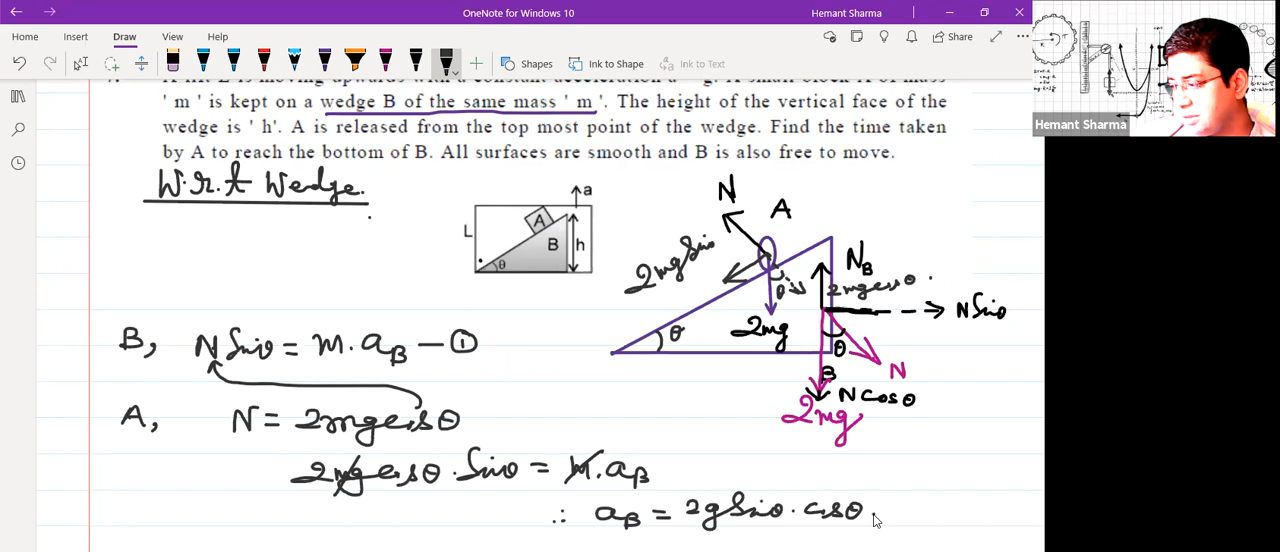 OneNote for Windows 10
Hemant Sharma
Home Insert Draw View Help
Share
Shapes Ink to Shape Ink to Text
' m ' is kept on a wedge B of the same mass ' m '. The height of the vertical face of the
wedge is ' h'. A is released from the top most point of the wedge. Find the time taken
by A to reach the bottom of B. All surfaces are smooth and B is also free to move.
W.r.t Wedge.
a
L
A
B
h
θ
N
A
2mg Sinθ
N_B
θ
2mg cosθ
N Sinθ
2mg
θ
θ
B
N
N cosθ
2mg
B, N Sinθ = m. a_B – ①
A, N = 2mg cosθ
2mg cosθ . Sinθ = m. a_B
∴ a_B = 2g Sinθ . cosθ
Hemant Sharma